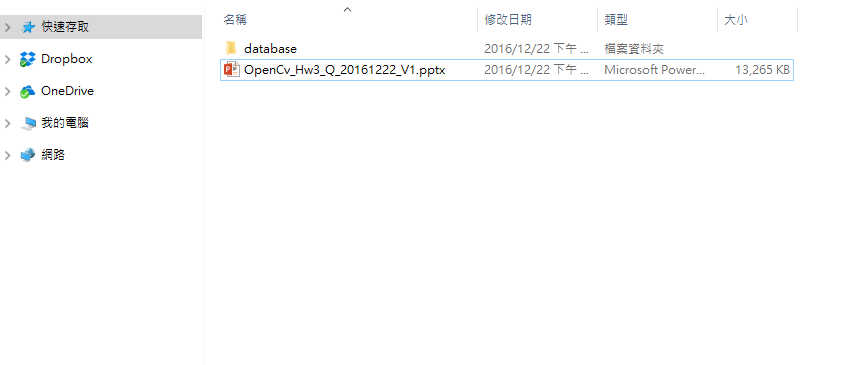 快速存取
Dropbox
OneDrive
我的電腦
網路
名稱 修改日期 類型 大小
database 2016/12/22 下午 ... 檔案資料夾
OpenCv_Hw3_Q_20161222_V1.pptx 2016/12/22 下午 ... Microsoft Power... 13,265 KB